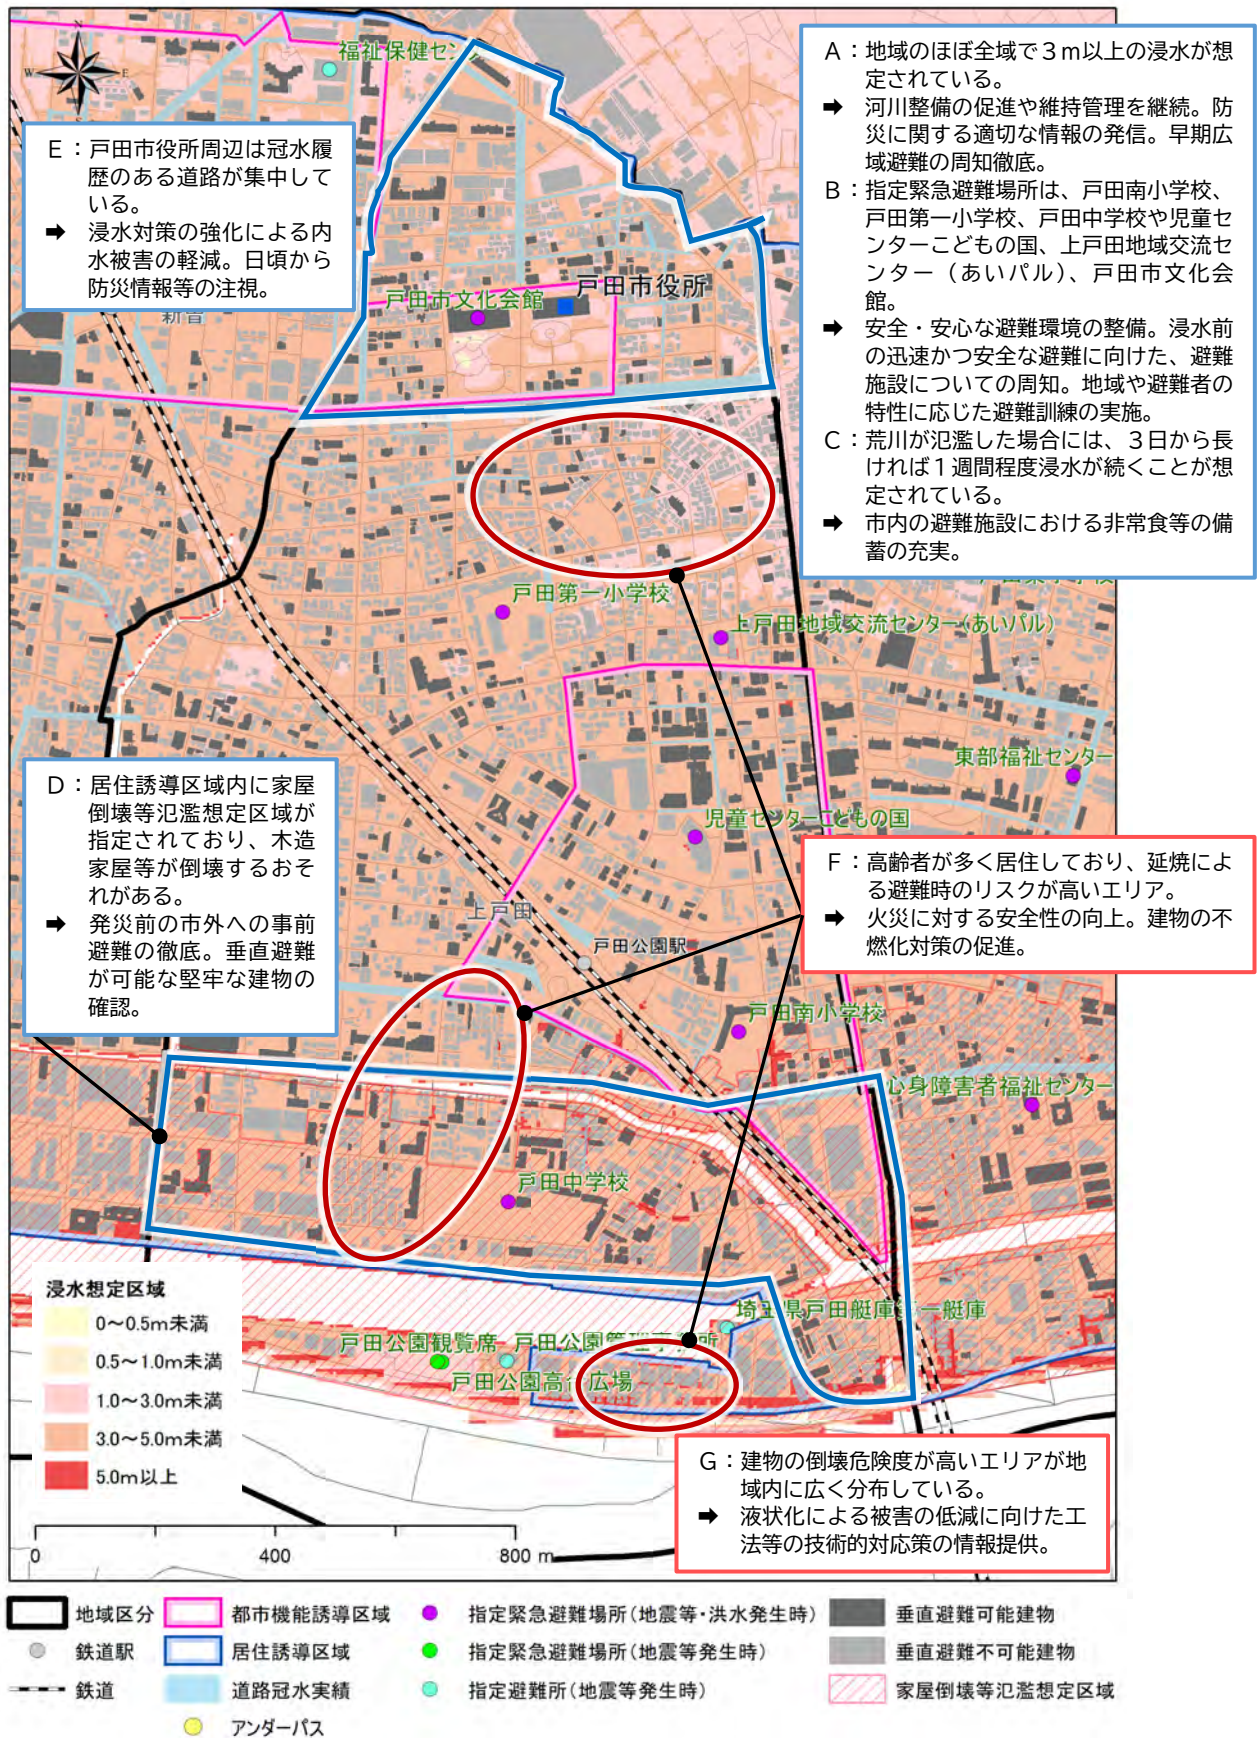 N
W
E
S
福祉保健セン
A：地域のほぼ全域で３ｍ以上の浸水が想
定されている。
➡ 河川整備の促進や維持管理を継続。防
災に関する適切な情報の発信。早期広
域避難の周知徹底。
B：指定緊急避難場所は、戸田南小学校、
戸田第一小学校、戸田中学校や児童セ
ンターこどもの国、上戸田地域交流セ
ンター（あいパル）、戸田市文化会
館。
➡ 安全・安心な避難環境の整備。浸水前
の迅速かつ安全な避難に向けた、避難
施設についての周知。地域や避難者の
特性に応じた避難訓練の実施。
C：荒川が氾濫した場合には、３日から長
ければ１週間程度浸水が続くことが想
定されている。
➡ 市内の避難施設における非常食等の備
蓄の充実。
E：戸田市役所周辺は冠水履
歴のある道路が集中して
いる。
➡ 浸水対策の強化による内
水被害の軽減。日頃から
防災情報等の注視。
新曽
戸田市文化会館
戸田市役所
戸田第一小学校
上戸田地域交流センター(あいパル)
東部福祉センター
児童センターこどもの国
D：居住誘導区域内に家屋
倒壊等氾濫想定区域が
指定されており、木造
家屋等が倒壊するおそ
れがある。
➡ 発災前の市外への事前
避難の徹底。垂直避難
が可能な堅牢な建物の
確認。
F：高齢者が多く居住しており、延焼によ
る避難時のリスクが高いエリア。
➡ 火災に対する安全性の向上。建物の不
燃化対策の促進。
上戸田
戸田公園駅
戸田南小学校
心身障害者福祉センター
戸田中学校
埼玉県戸田艇庫第一艇庫
戸田公園観覧席
戸田公園管理事務所
戸田公園高台広場
浸水想定区域
0～0.5m未満
0.5～1.0m未満
1.0～3.0m未満
3.0～5.0m未満
5.0m以上
G：建物の倒壊危険度が高いエリアが地
域内に広く分布している。
➡ 液状化による被害の低減に向けた工
法等の技術的対応策の情報提供。
0 400 800 m
地域区分 都市機能誘導区域 指定緊急避難場所(地震等・洪水発生時) 垂直避難可能建物
鉄道駅 居住誘導区域 指定緊急避難場所(地震等発生時) 垂直避難不可能建物
鉄道 道路冠水実績 指定避難所(地震等発生時) 家屋倒壊等氾濫想定区域
アンダーパス